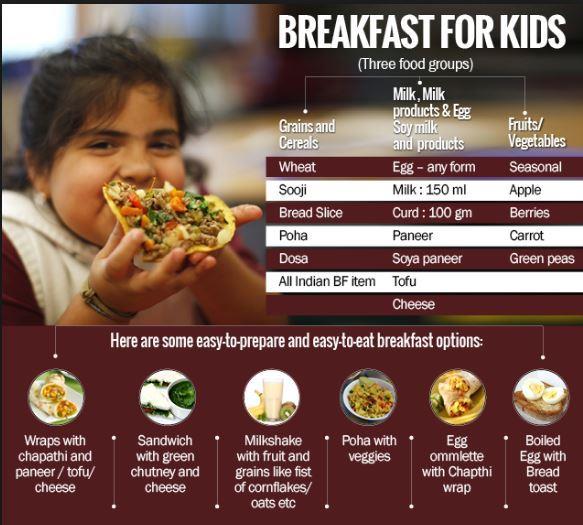 BREAKFAST FOR KIDS
(Three food groups)
Grains and
Cereals
Milk, Milk
products & Egg
Soy milk
and products
Fruits/
Vegetables
Wheat Egg – any form Seasonal
Sooji Milk : 150 ml Apple
Bread Slice Curd : 100 gm Berries
Poha Paneer Carrot
Dosa Soya paneer Green peas
All Indian BF item Tofu
Cheese
Here are some easy-to-prepare and easy-to-eat breakfast options:
Wraps with
chapathi and
paneer / tofu/
cheese
Sandwich
with green
chutney and
cheese
Milkshake
with fruit and
grains like fist
of cornflakes/
oats etc
Poha with
veggies
Egg
ommlette
with Chapthi
wrap
Boiled
Egg with
Bread
toast